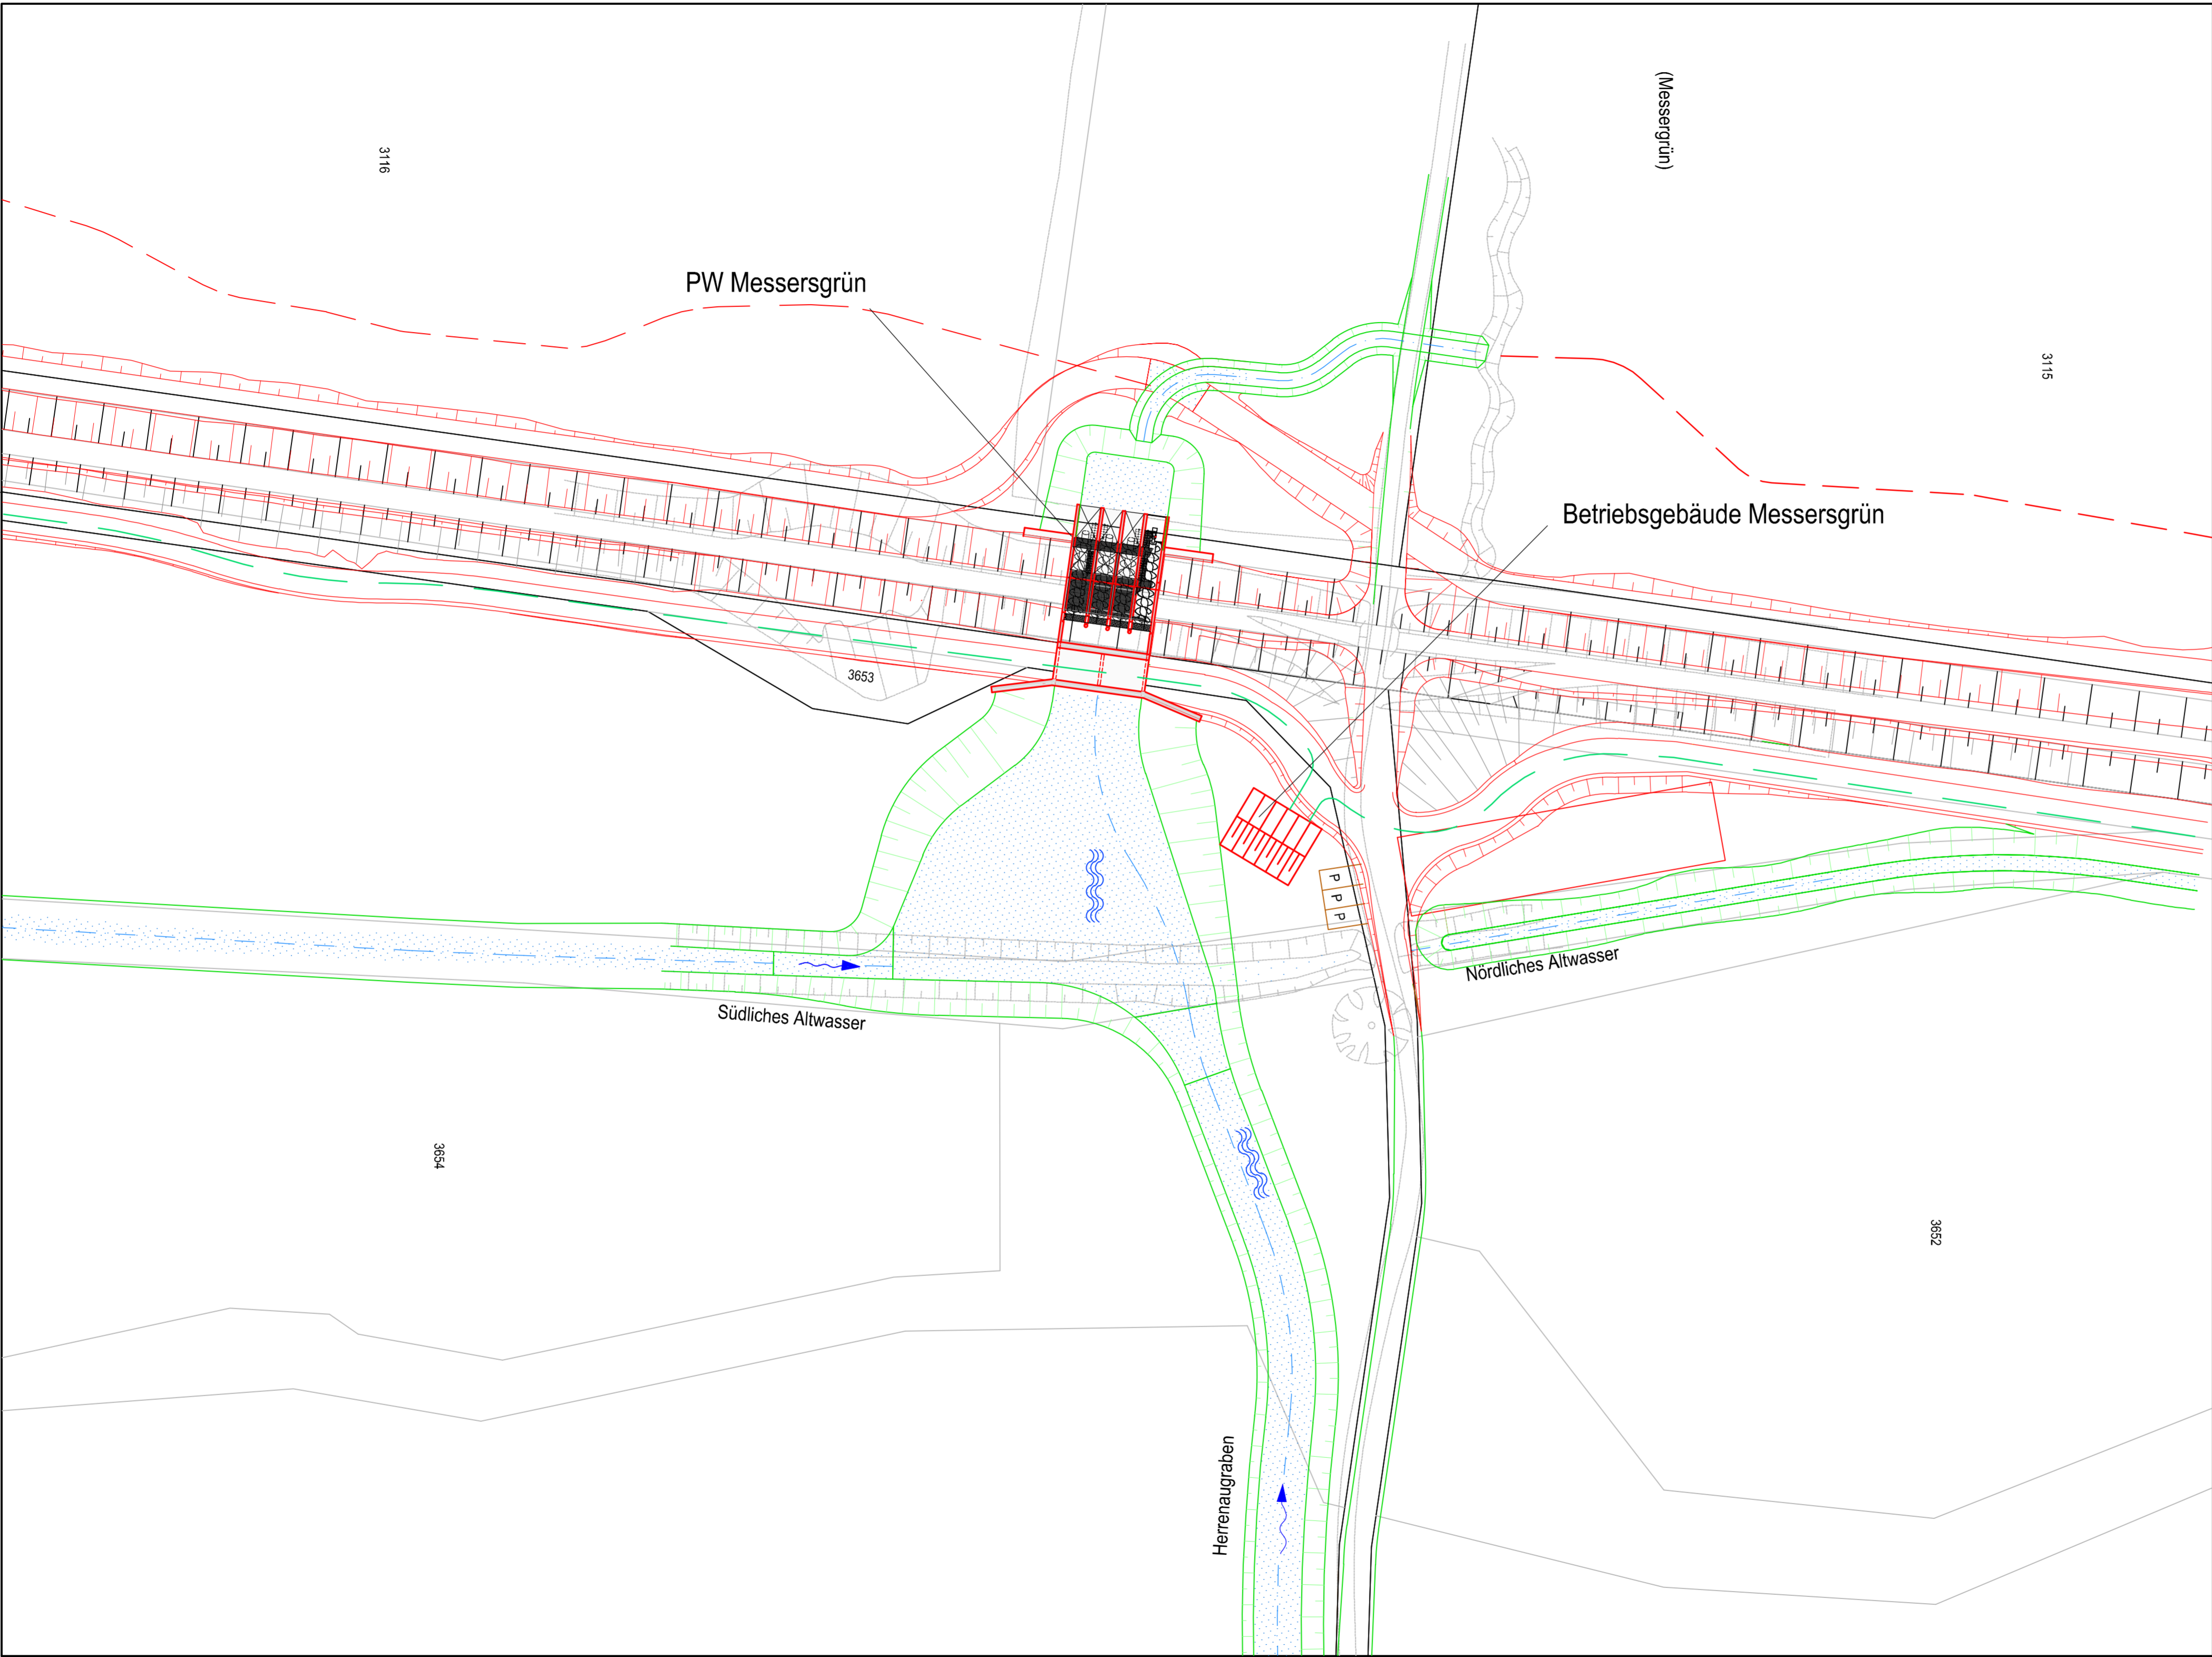 (Messergrün)
3116
PW Messersgrün
3115
Betriebsgebäude Messersgrün
3653
P
P
P
Nördliches Altwasser
Südliches Altwasser
3654
3652
Herrenaugraben